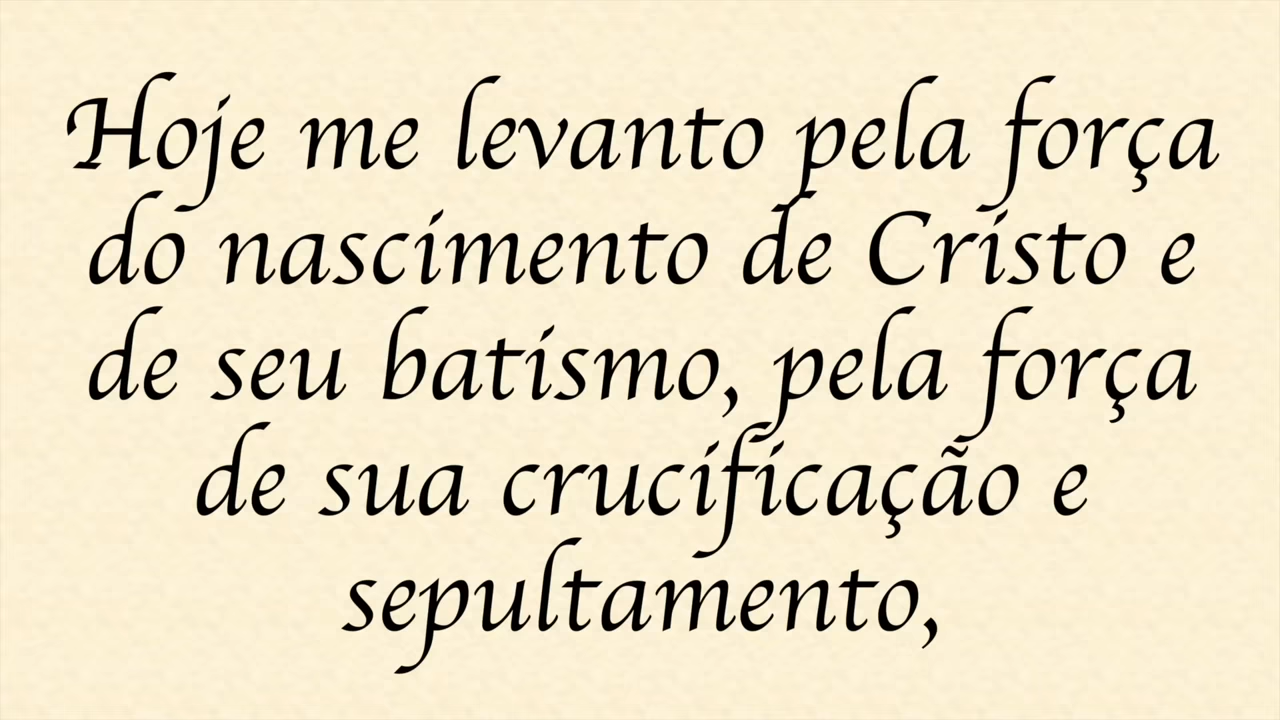 Hoje me levanto pela força
do nascimento de Cristo e
de seu batismo, pela força
de sua crucificação e
sepultamento,